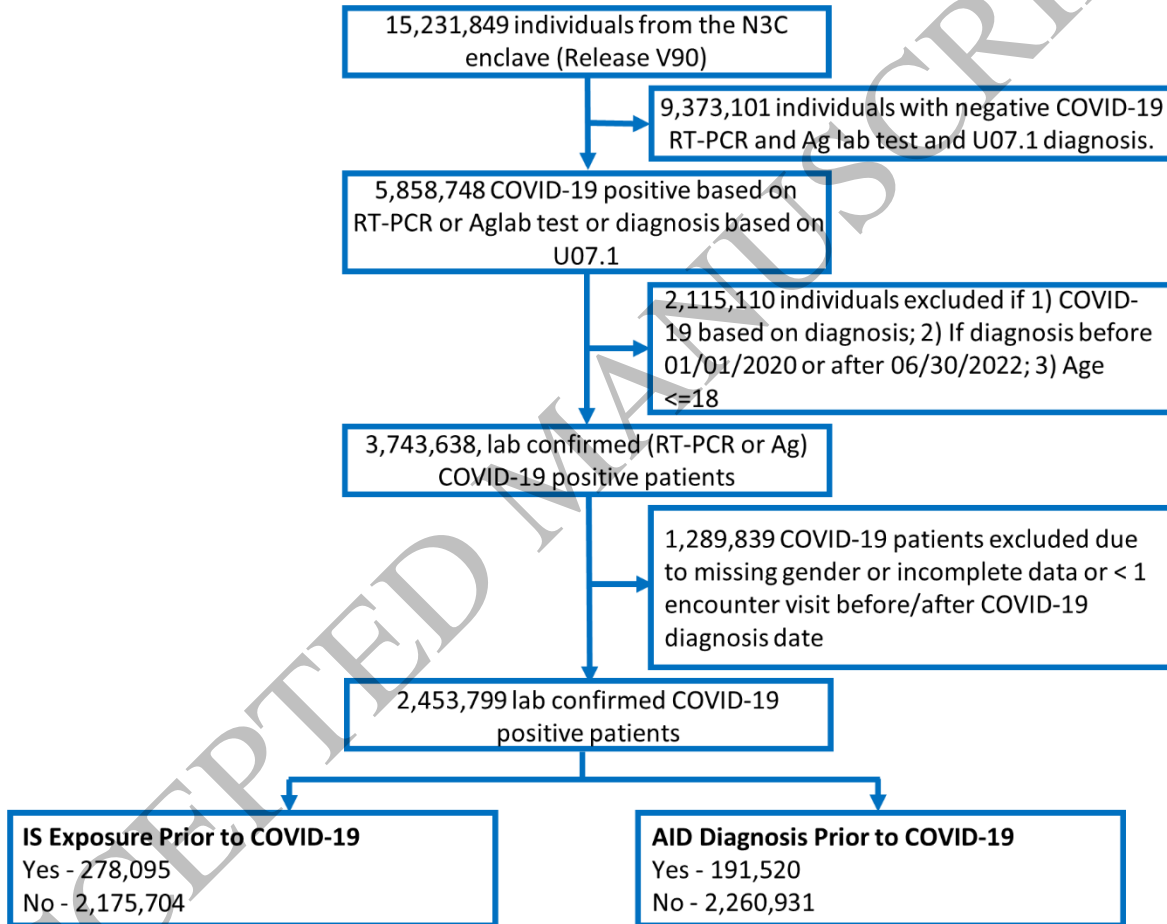 15,231,849 individuals from the N3C
enclave (Release V90)
9,373,101 individuals with negative COVID-19
RT-PCR and Ag lab test and U07.1 diagnosis.
5,858,748 COVID-19 positive based on
RT-PCR or Aglab test or diagnosis based on
U07.1
2,115,110 individuals excluded if 1) COVID-
19 based on diagnosis; 2) If diagnosis before
01/01/2020 or after 06/30/2022; 3) Age
<=18
3,743,638, lab confirmed (RT-PCR or Ag)
COVID-19 positive patients
1,289,839 COVID-19 patients excluded due
to missing gender or incomplete data or < 1
encounter visit before/after COVID-19
diagnosis date
2,453,799 lab confirmed COVID-19
positive patients
IS Exposure Prior to COVID-19
Yes - 278,095
No - 2,175,704
AID Diagnosis Prior to COVID-19
Yes - 191,520
No - 2,260,931
CEPTED MANUSCRI